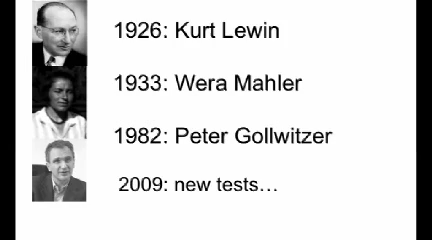 1926: Kurt Lewin
1933: Wera Mahler
1982: Peter Gollwitzer
2009: new tests…